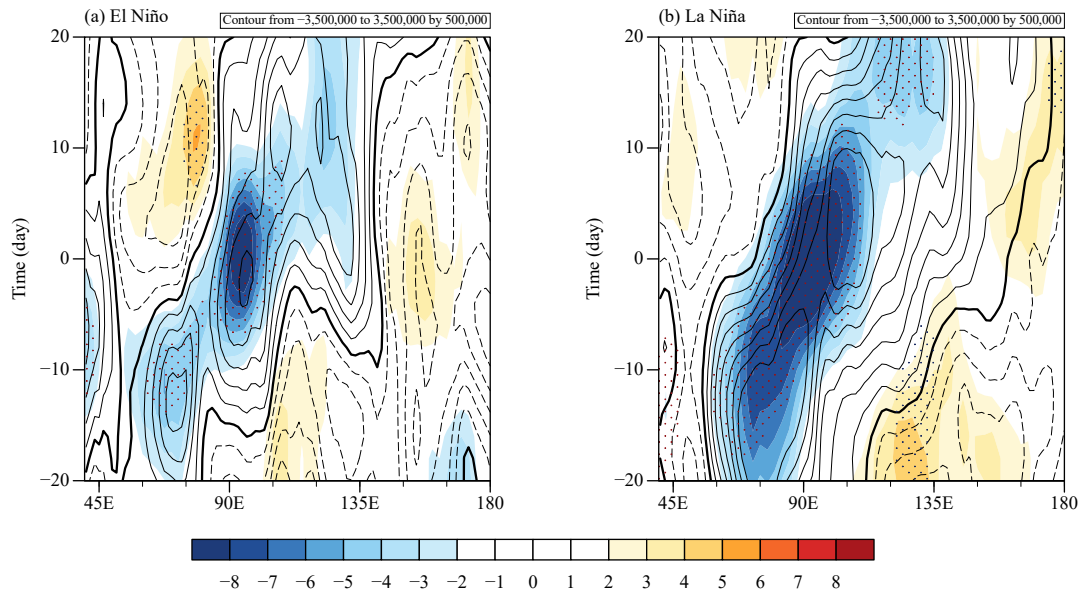 (a) El Niño
Contour from −3,500,000 to 3,500,000 by 500,000
(b) La Niña
Contour from −3,500,000 to 3,500,000 by 500,000
Time (day)
20
10
0
−10
−20
45E 90E 135E 180
Time (day)
20
10
0
−10
−20
45E 90E 135E 180
−8 −7 −6 −5 −4 −3 −2 −1 0 1 2 3 4 5 6 7 8